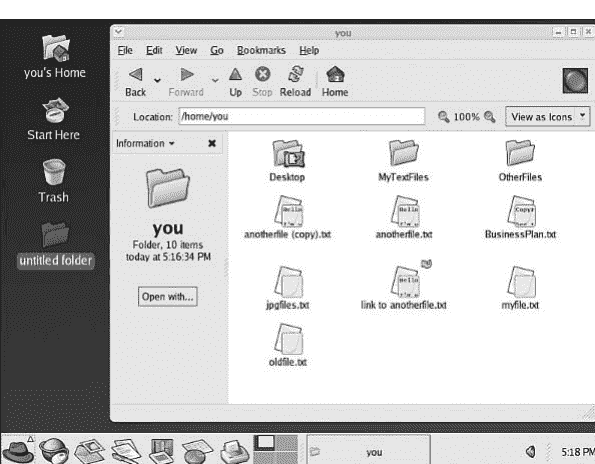 you
File Edit View Go Bookmarks Help
Back Forward Up Stop Reload Home
Location: /home/you 100% View as Icons
you's Home
Start Here
Trash
untitled folder
Information
you
Folder, 10 items
today at 5:16:34 PM
Open with...
Desktop MyTextFiles OtherFiles
anotherfile (copy).txt anotherfile.txt BusinessPlan.txt
jpgfiles.txt link to anotherfile.txt myfile.txt
oldfile.txt
you 5:18 PM